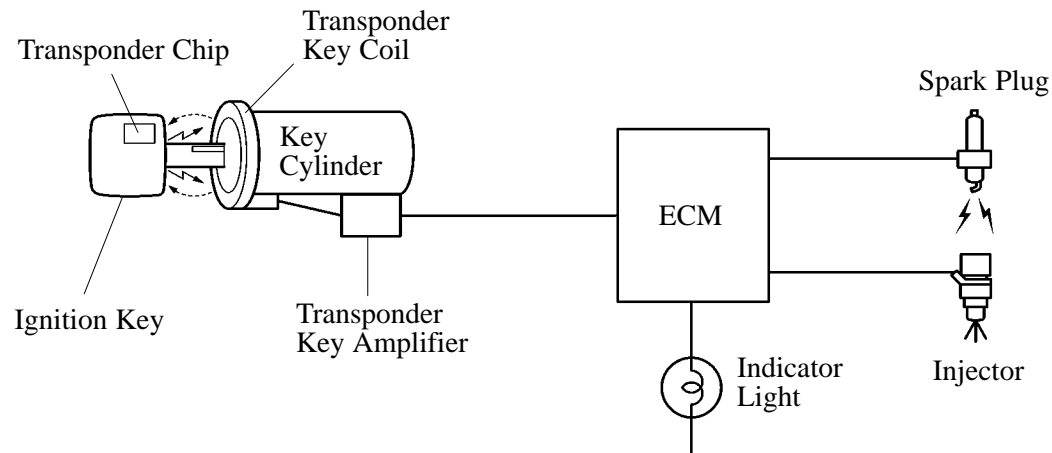 Transponder
Key Coil
Transponder Chip
Spark Plug
Key
Cylinder
ECM
Ignition Key
Transponder
Key Amplifier
Indicator
Light
Injector